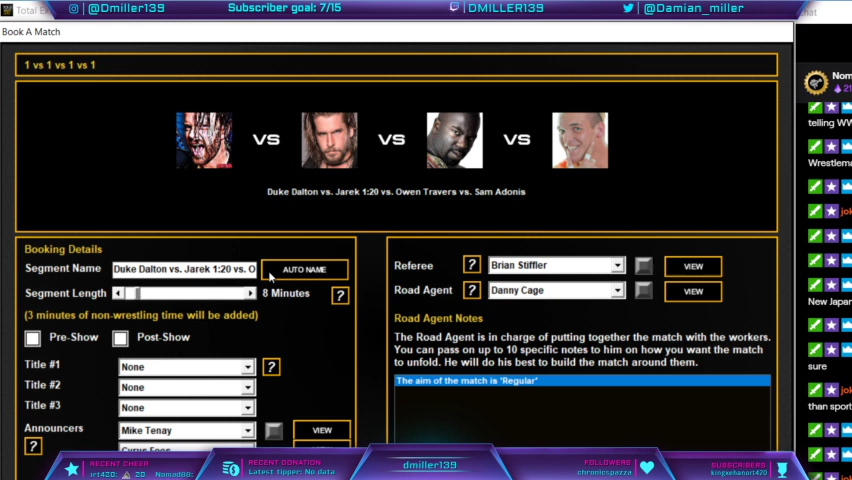 Total E
@Dmiller139
Subscriber goal: 7/15
DMILLER139
@Damian_miller
hat
Book A Match
1 vs 1 vs 1 vs 1
VS VS VS
Duke Dalton vs. Jarek 1:20 vs. Owen Travers vs. Sam Adonis
Booking Details
Segment Name Duke Dalton vs. Jarek 1:20 vs. O AUTO NAME
Segment Length 8 Minutes ?
(3 minutes of non-wrestling time will be added)
Pre-Show Post-Show
Title #1 None ?
Title #2 None
Title #3 None
Announcers Mike Tenay VIEW
?
Referee ? Brian Stiffler VIEW
Road Agent ? Danny Cage VIEW
Road Agent Notes
The Road Agent is in charge of putting together the match with the workers.
You can pass on up to 10 specific notes to him on how you want the match
to unfold. He will do his best to build the match around them.
The aim of the match is 'Regular'
Nom
21
telling WW
Wrestlema
jo
New Japan
sure
jo
than sport
RECENT CHEER
irt420: 20 Nomad88:
RECENT DONATION
Latest tipper: No data
dmiller139
FOLLOWERS
chronicspazza
SUBSCRIBERS
kingxehanort420